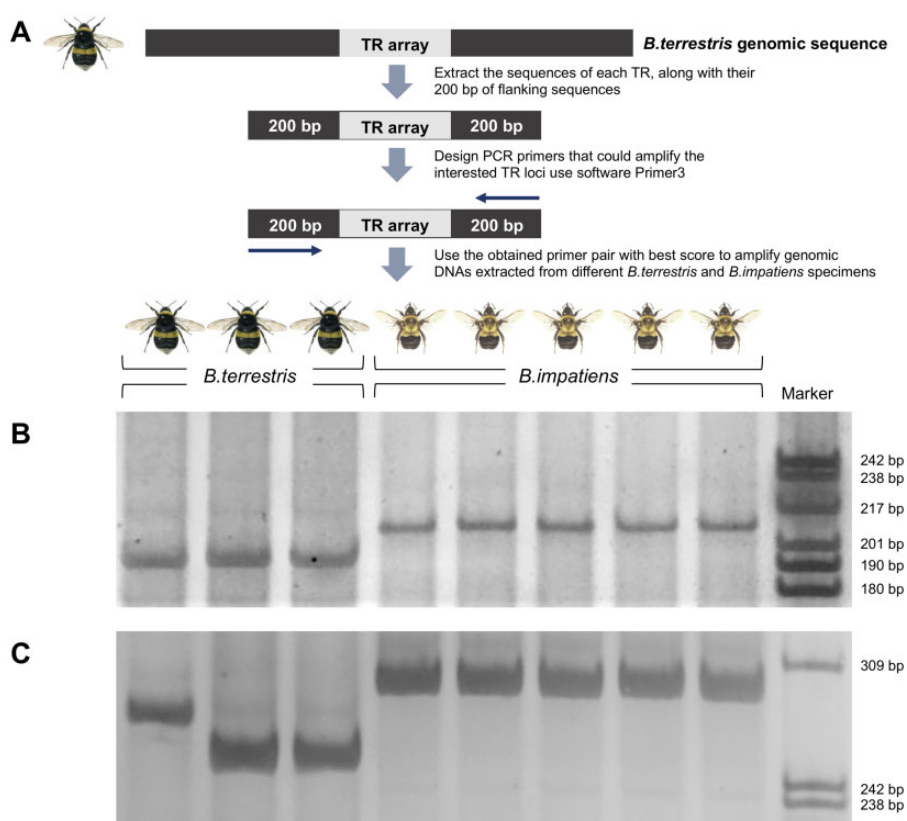 A
TR array
B.terrestris genomic sequence
Extract the sequences of each TR, along with their
200 bp of flanking sequences
200 bp TR array 200 bp
Design PCR primers that could amplify the
interested TR loci use software Primer3
200 bp TR array 200 bp
Use the obtained primer pair with best score to amplify genomic
DNAs extracted from different B.terrestris and B.impatiens specimens
B.terrestris B.impatiens
Marker
B
242 bp
238 bp
217 bp
201 bp
190 bp
180 bp
C
309 bp
242 bp
238 bp